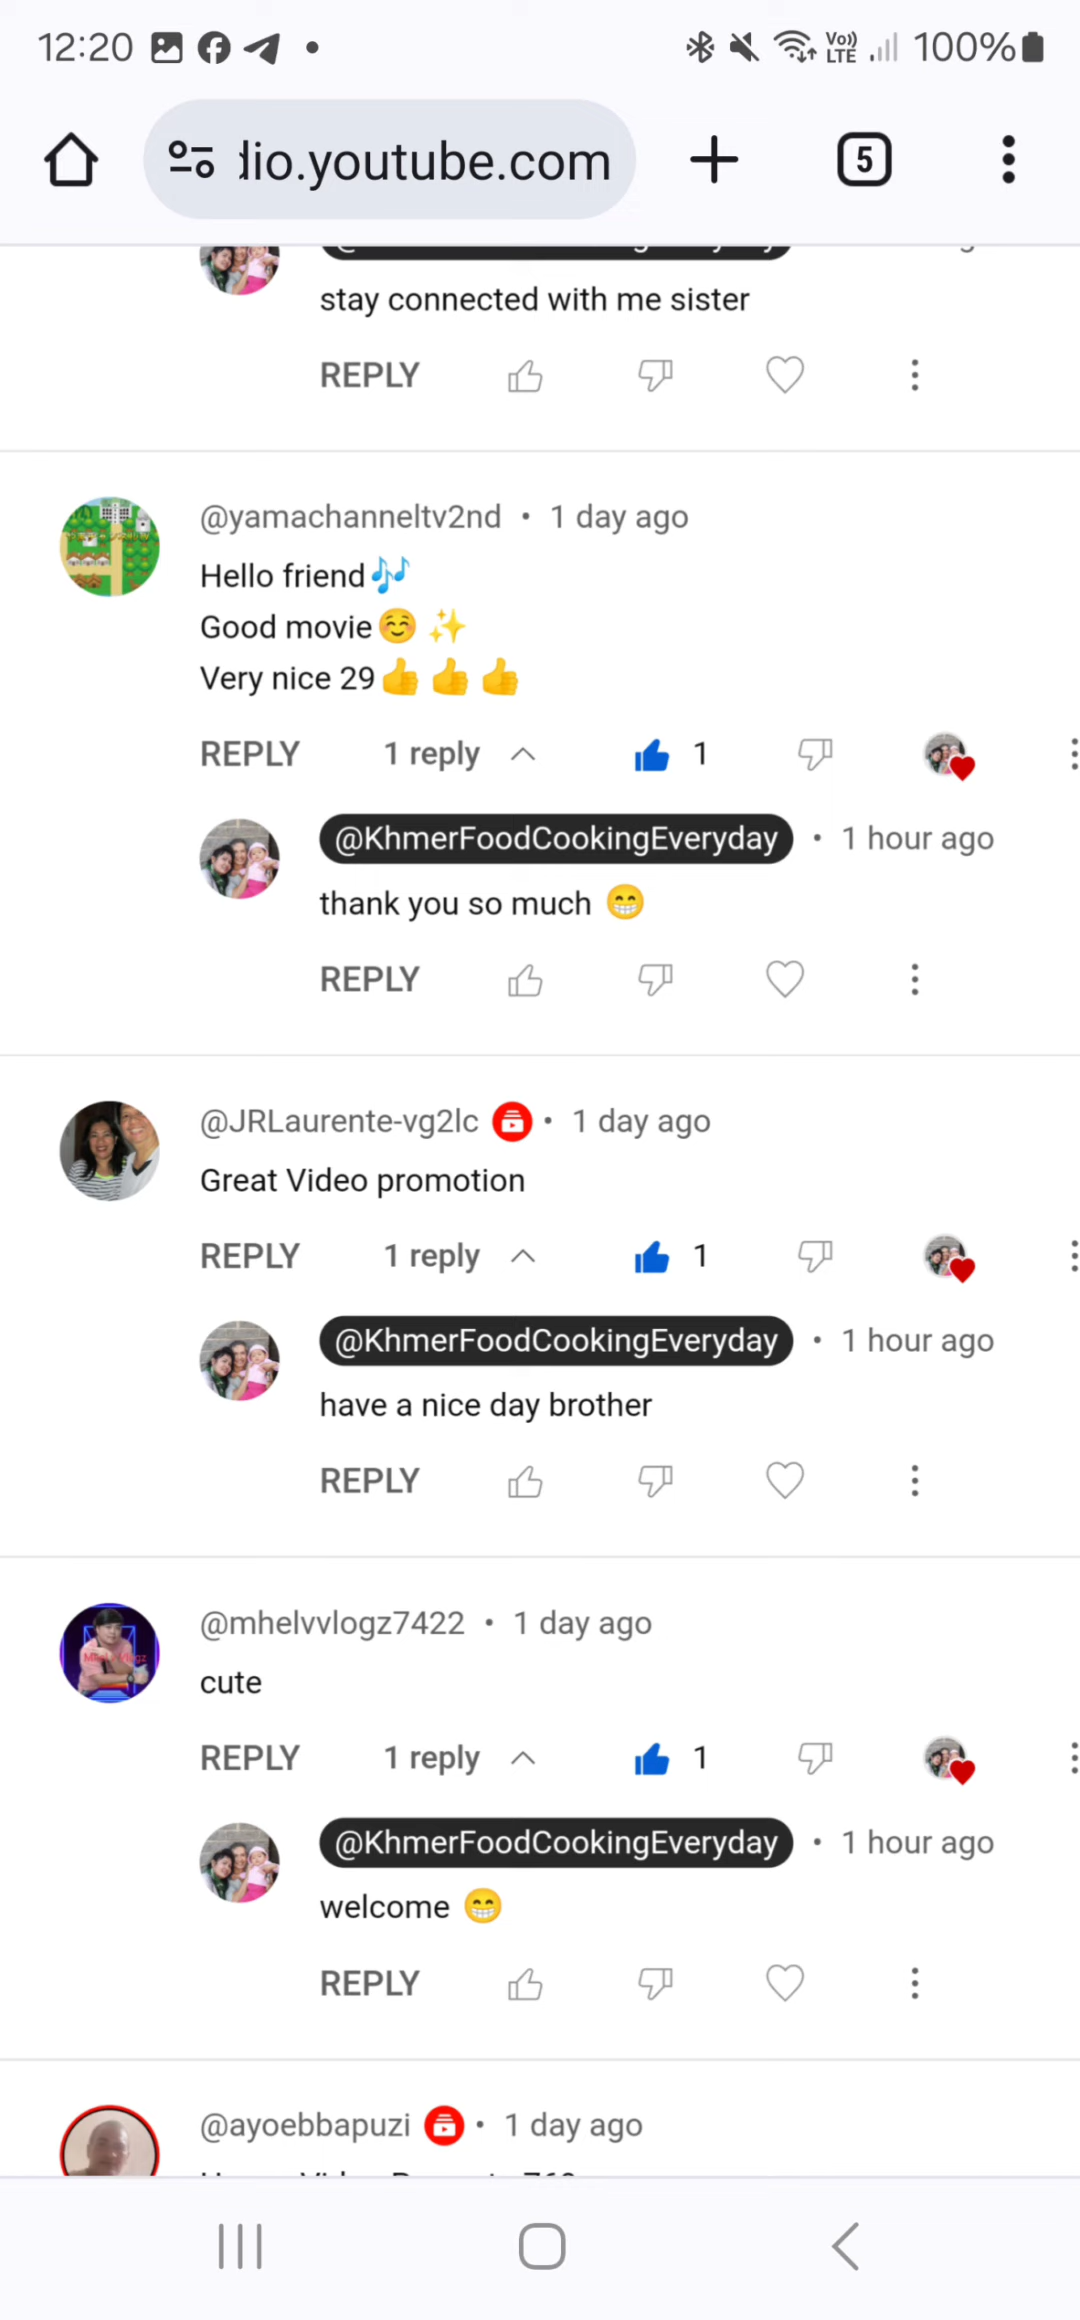 12:20
Vo)) LTE
100%
dio.youtube.com
5
stay connected with me sister
REPLY
@yamachanneltv2nd • 1 day ago
Hello friend🎶
Good movie☺️ ✨
Very nice 29👍 👍 👍
REPLY 1 reply 1
@KhmerFoodCookingEveryday • 1 hour ago
thank you so much 😁
REPLY
@JRLaurente-vg2lc • 1 day ago
Great Video promotion
REPLY 1 reply 1
@KhmerFoodCookingEveryday • 1 hour ago
have a nice day brother
REPLY
@mhelvvlogz7422 • 1 day ago
cute
REPLY 1 reply 1
@KhmerFoodCookingEveryday • 1 hour ago
welcome 😁
REPLY
@ayoebbapuzi • 1 day ago